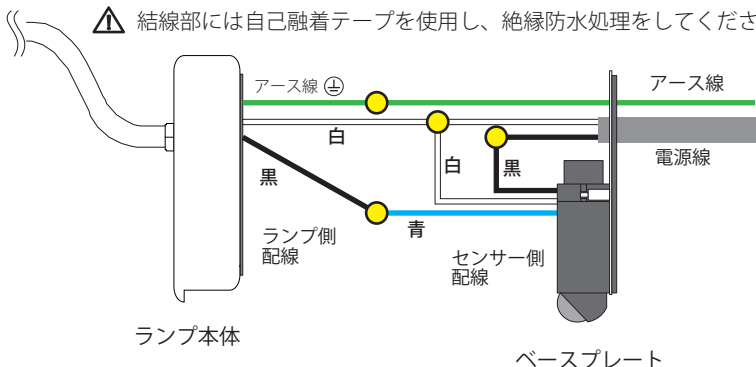 結線部には自己融着テープを使用し、絶縁防水処理をしてくださ
アース線
アース線
白
電源線
白
黒
黒
青
ランプ側
配線
センサー側
配線
ランプ本体
ベースプレート